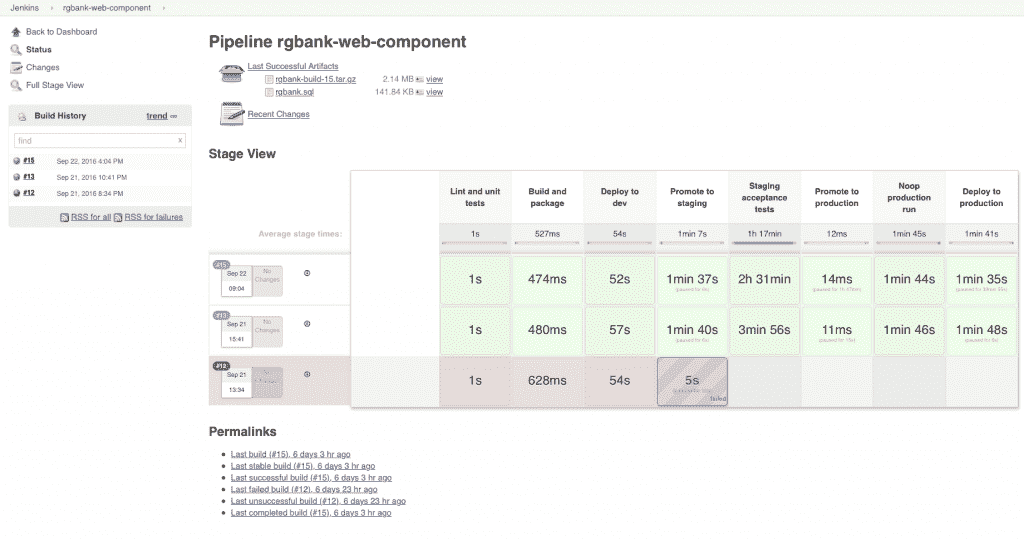 Jenkins › rgbank-web-component ›
Back to Dashboard
Status
Changes
Full Stage View
Build History trend
find x
#15 Sep 22, 2016 4:04 PM
#13 Sep 21, 2016 10:41 PM
#12 Sep 21, 2016 8:34 PM
RSS for all RSS for failures
Pipeline rgbank-web-component
Last Successful Artifacts
rgbank-build-15.tar.gz 2.14 MB view
rgbank.sql 141.84 KB view
Recent Changes
Stage View
Lint and unit tests
Build and package
Deploy to dev
Promote to staging
Staging acceptance tests
Promote to production
Noop production run
Deploy to production
Average stage times:
1s 527ms 54s 1min 7s 1h 17min 12ms 1min 45s 1min 41s
#15
Sep 22
09:04
No Changes
1s 474ms 52s 1min 37s 2h 31min 14ms 1min 44s 1min 35s
#13
Sep 21
15:41
No Changes
1s 480ms 57s 1min 40s 3min 56s 11ms 1min 46s 1min 48s
#12
Sep 21
13:34
1s 628ms 54s 5s
failed
Permalinks
Last build (#15), 6 days 3 hr ago
Last stable build (#15), 6 days 3 hr ago
Last successful build (#15), 6 days 3 hr ago
Last failed build (#12), 6 days 23 hr ago
Last unsuccessful build (#12), 6 days 23 hr ago
Last completed build (#15), 6 days 3 hr ago